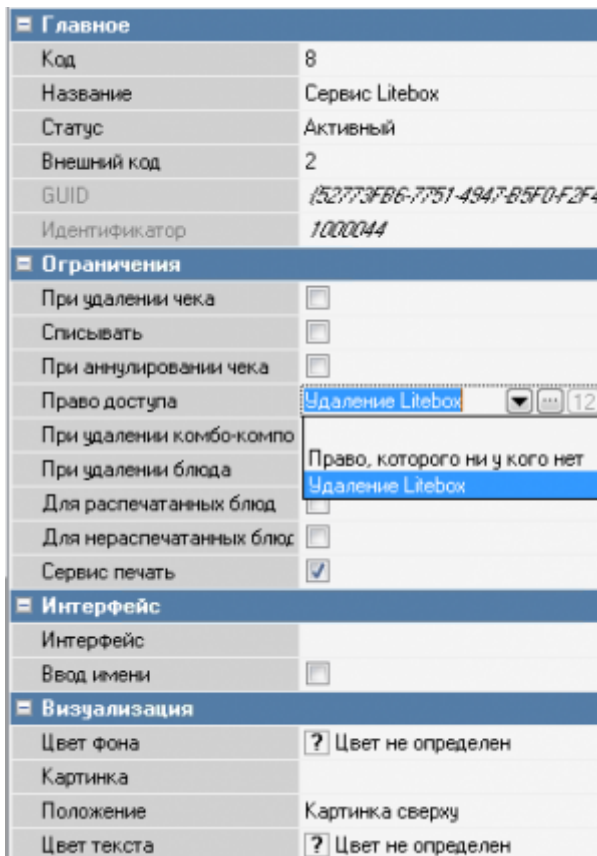 Главное
Код 8
Название Сервис Litebox
Статус Активный
Внешний код 2
GUID {52773FB6-7751-4947-B5F0-F2F4
Идентификатор 1000044
Ограничения
При удалении чека
Списывать
При аннулировании чека
Право доступа Удаление Litebox 12
При удалении комбо-компо
Право, которого ни у кого нет
При удалении блюда Удаление Litebox
Для распечатанных блюд
Для нераспечатанных блюд
Сервис печать
Интерфейс
Интерфейс
Ввод имени
Визуализация
Цвет фона ? Цвет не определен
Картинка
Положение Картинка сверху
Цвет текста ? Цвет не определен